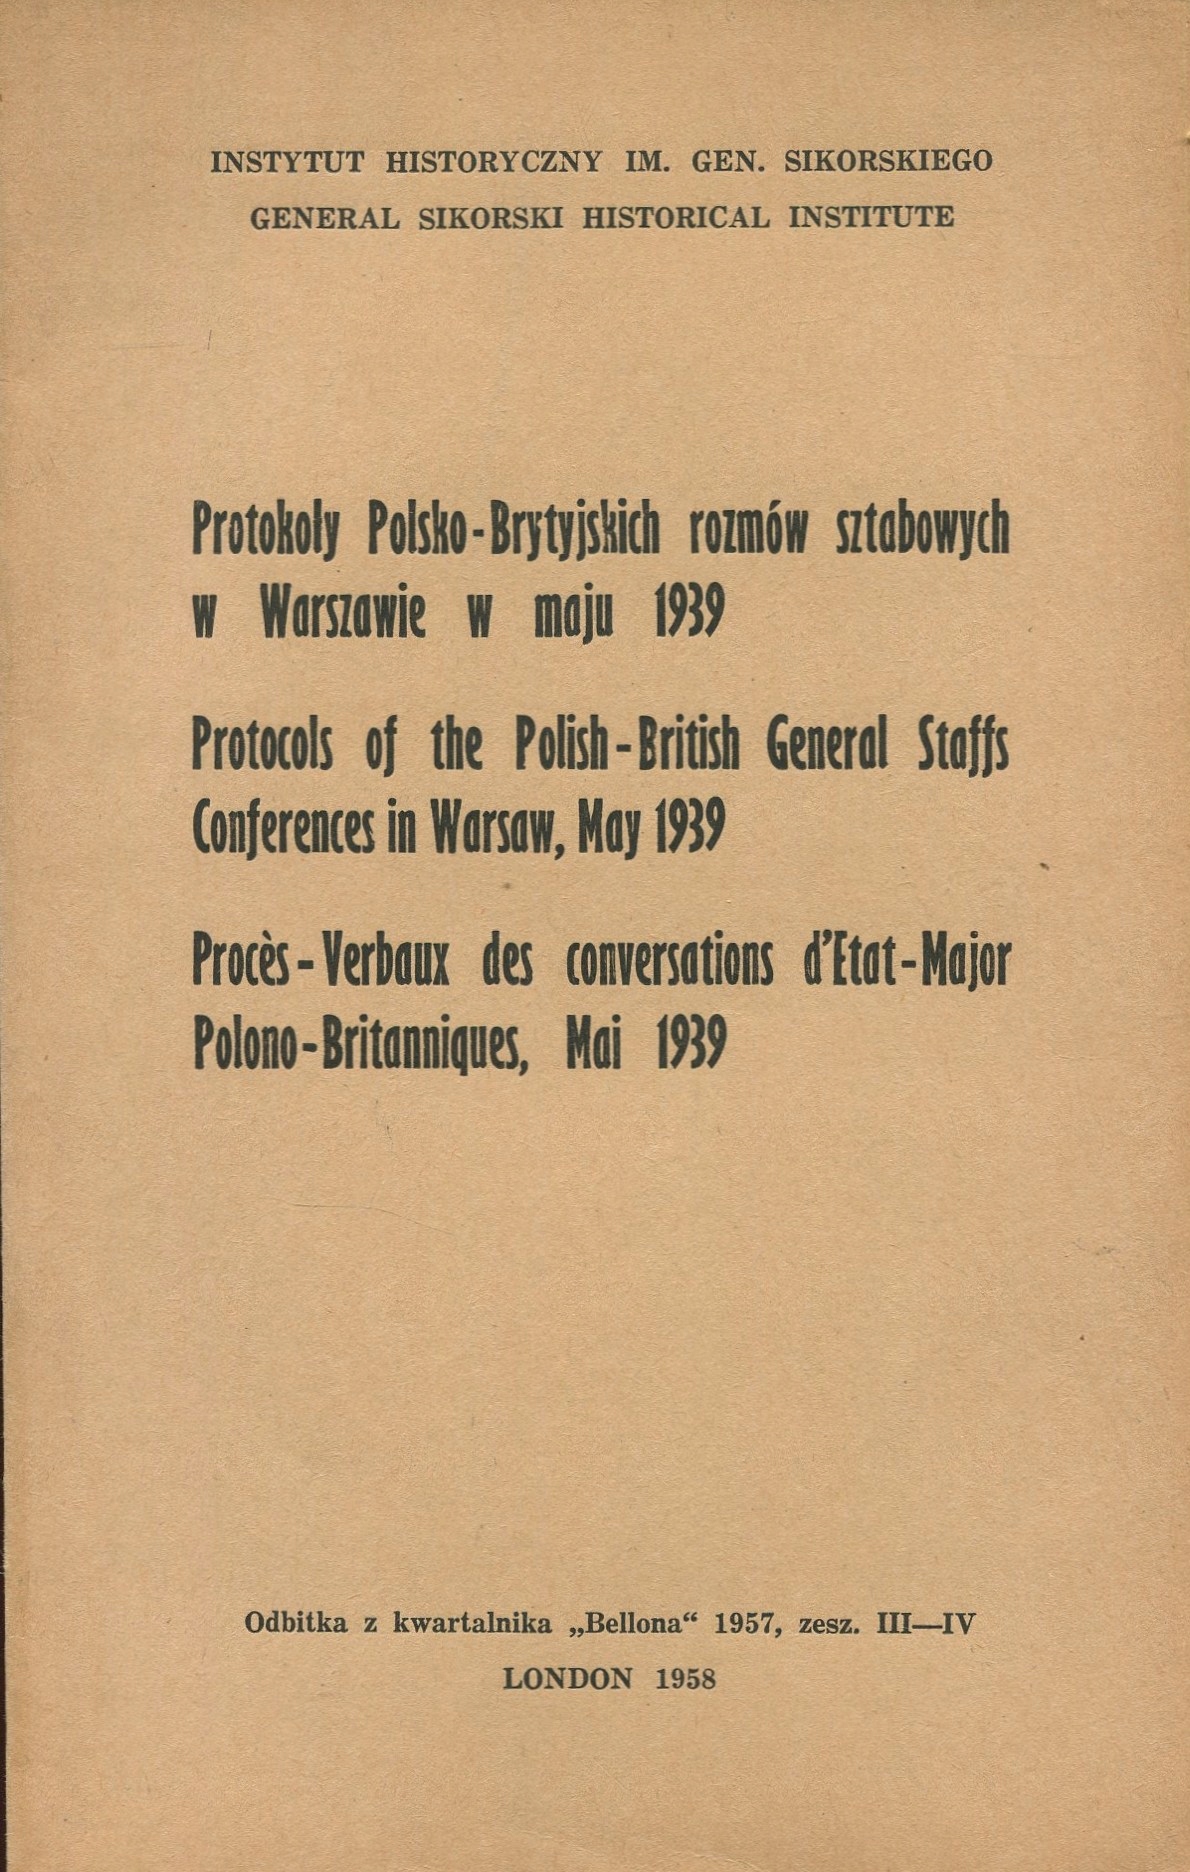 INSTYTUT HISTORYCZNY IM. GEN. SIKORSKIEGO
GENERAL SIKORSKI HISTORICAL INSTITUTE
Protokoły Polsko-Brytyjskich rozmów sztabowych
w Warszawie w maju 1939
Protocols of the Polish-British General Staffs
Conferences in Warsaw, May 1939
Procès-Verbaux des conversations d'Etat-Major
Polono-Britanniques, Mai 1939
Odbitka z kwartalnika „Bellona“ 1957, zesz. III—IV
LONDON 1958